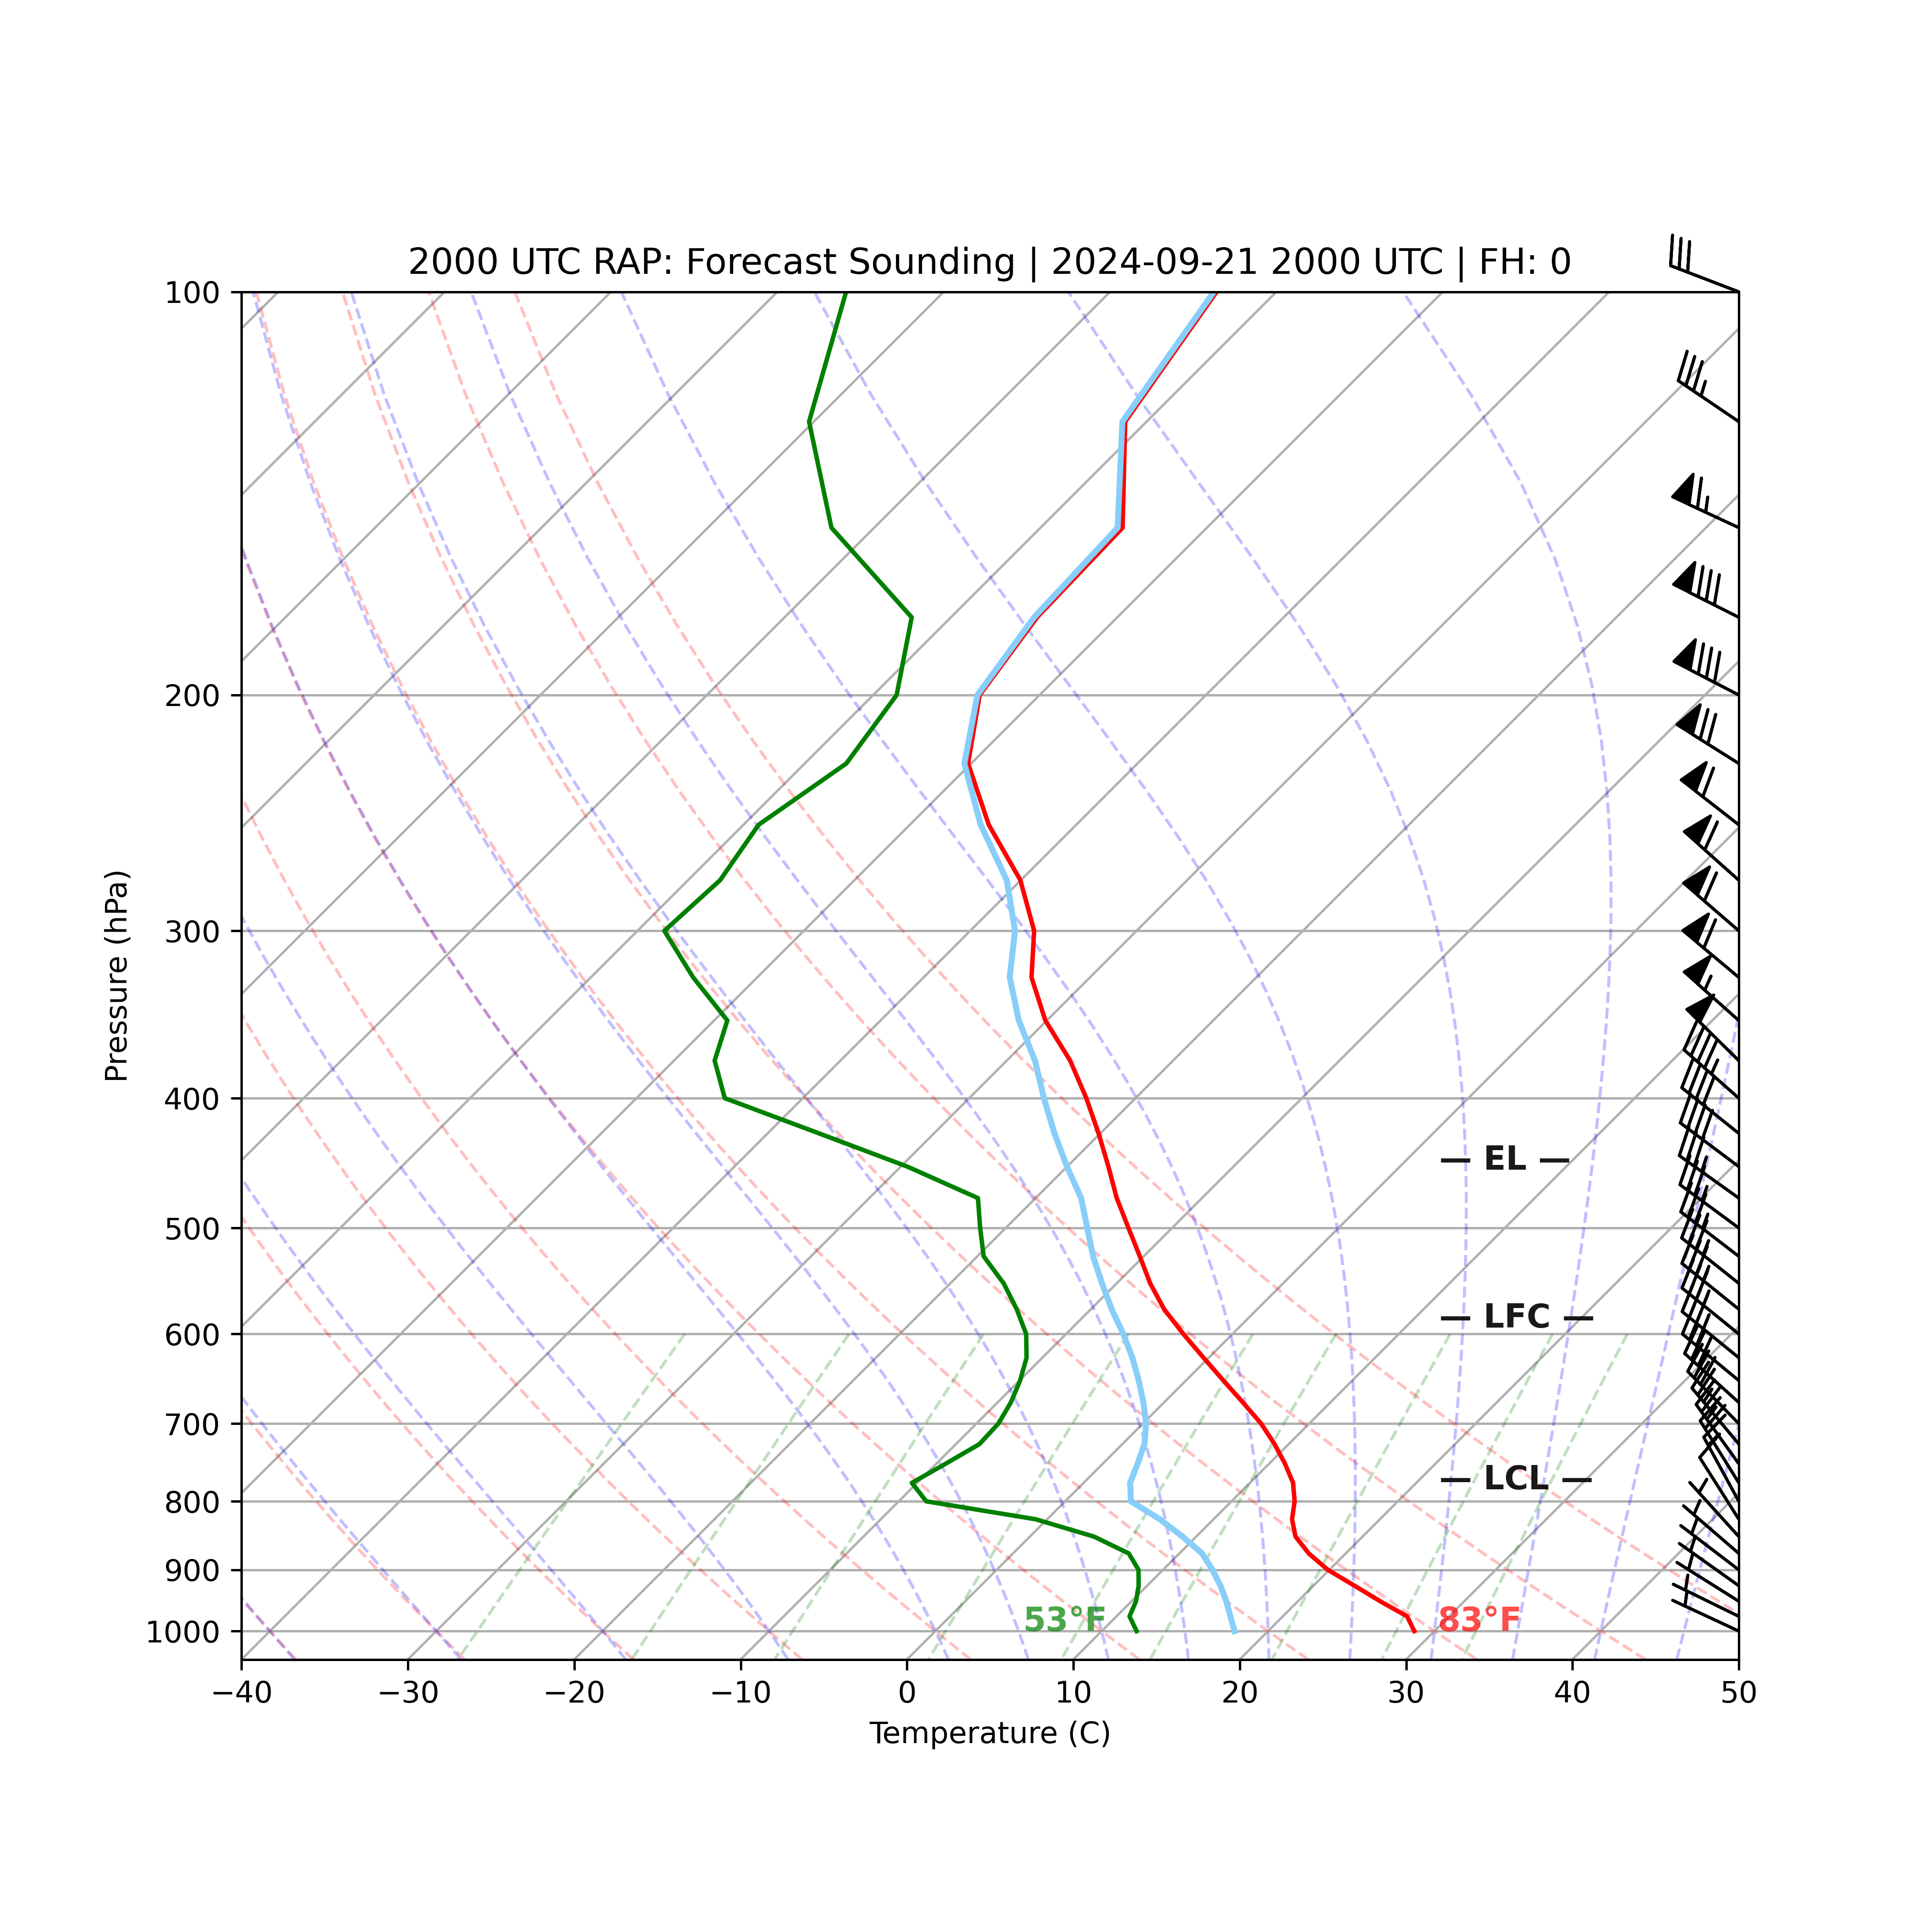 2000 UTC RAP: Forecast Sounding | 2024-09-21 2000 UTC | FH: 0
100
200
300
400
500
600
700
800
900
1000
Pressure (hPa)
— EL —
— LFC —
— LCL —
53°F
83°F
−40 −30 −20 −10 0 10 20 30 40 50
Temperature (C)